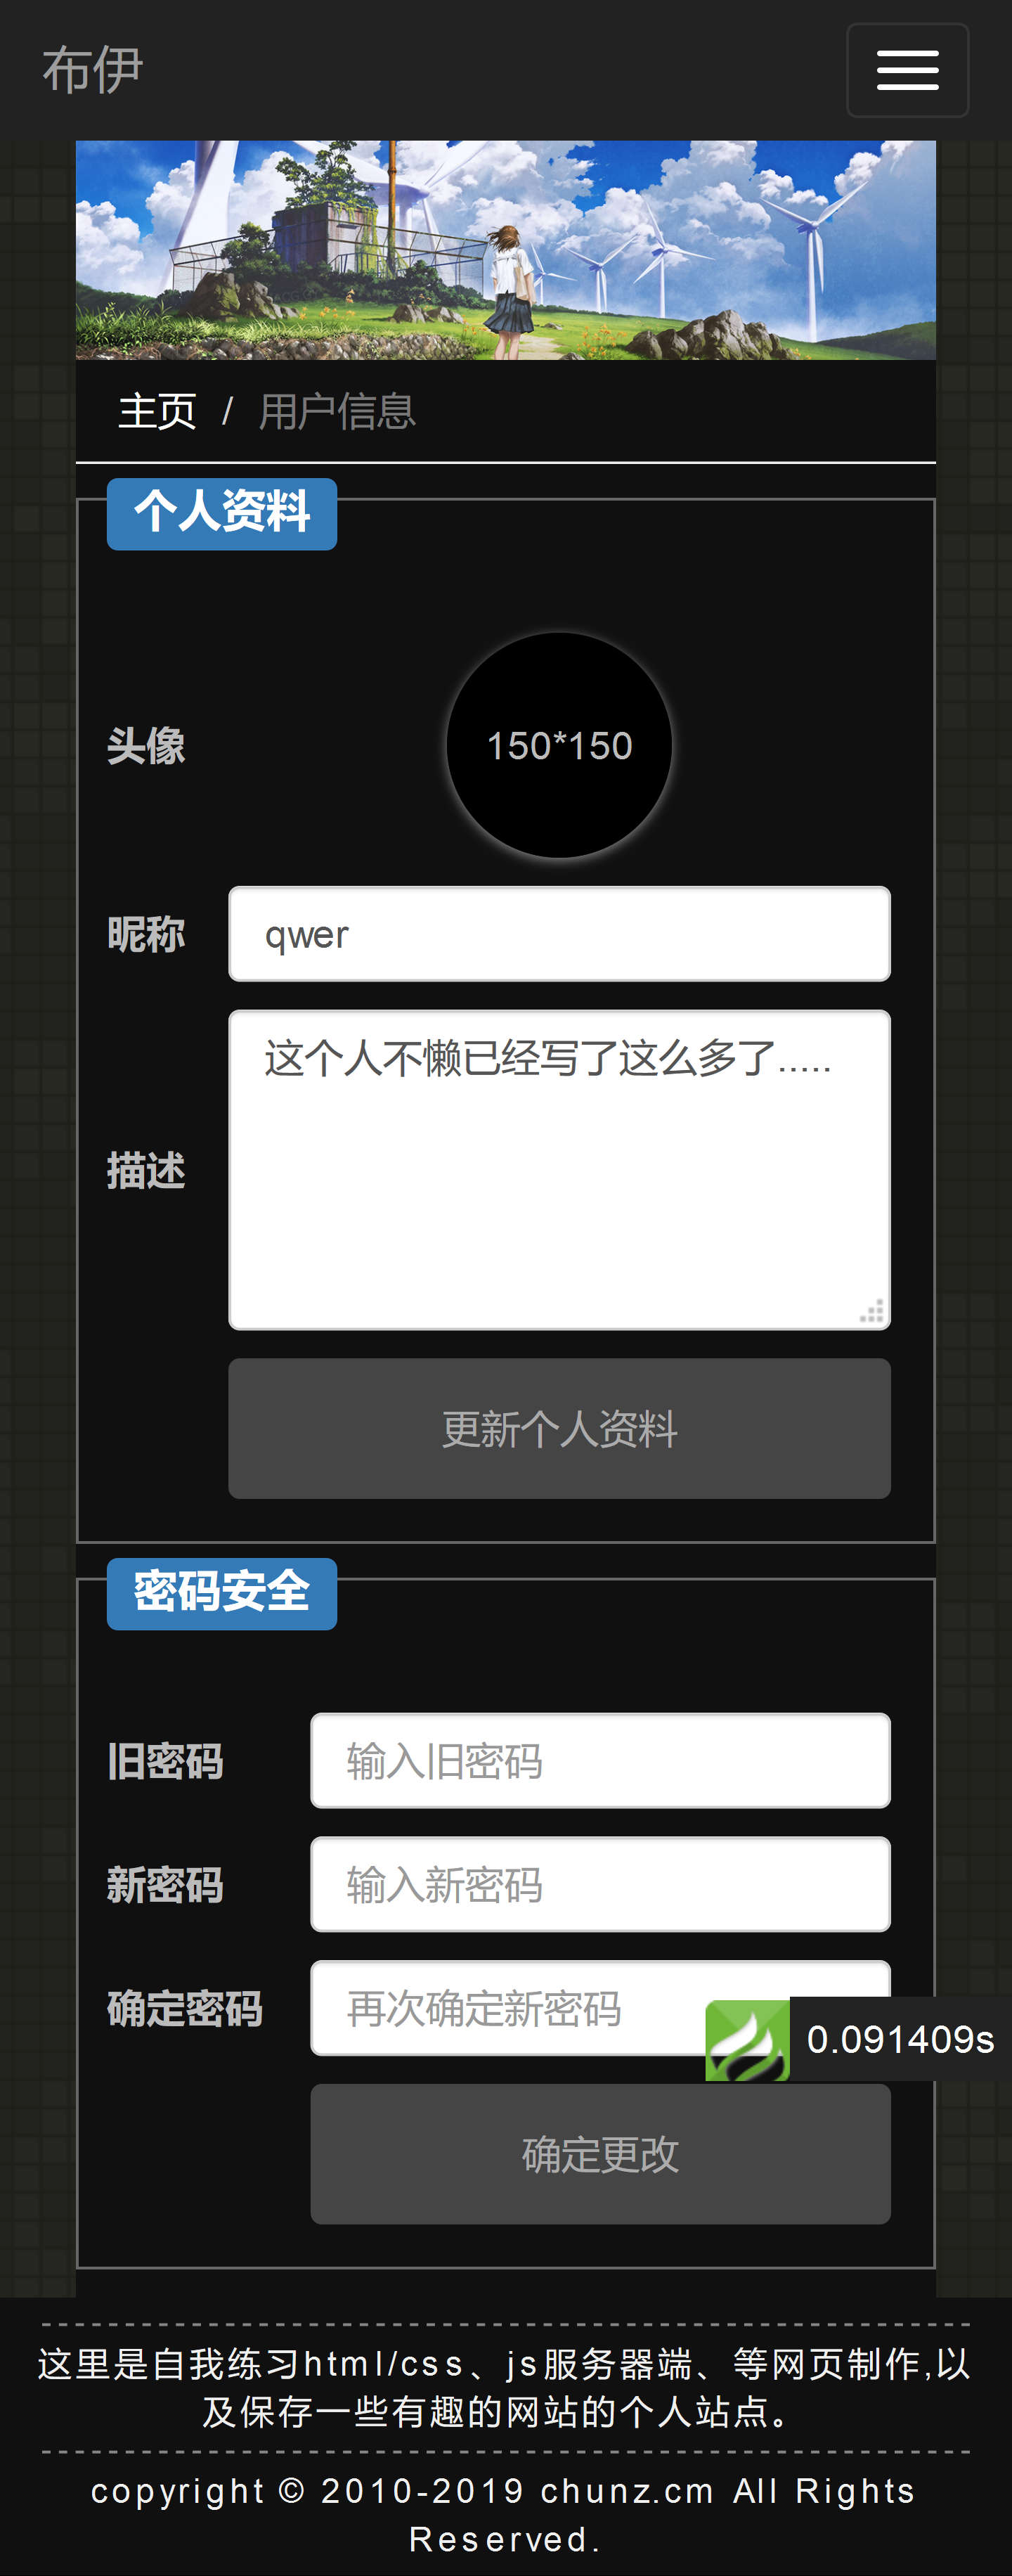 布伊
主页 / 用户信息
个人资料
头像
150*150
昵称
qwer
描述
这个人不懒已经写了这么多了.....
更新个人资料
密码安全
旧密码
输入旧密码
新密码
输入新密码
确定密码
再次确定新密码
0.091409s
确定更改
这里是自我练习html/css、js服务器端、等网页制作,以
及保存一些有趣的网站的个人站点。
copyright © 2010-2019 chunz.cm All Rights
Reserved.